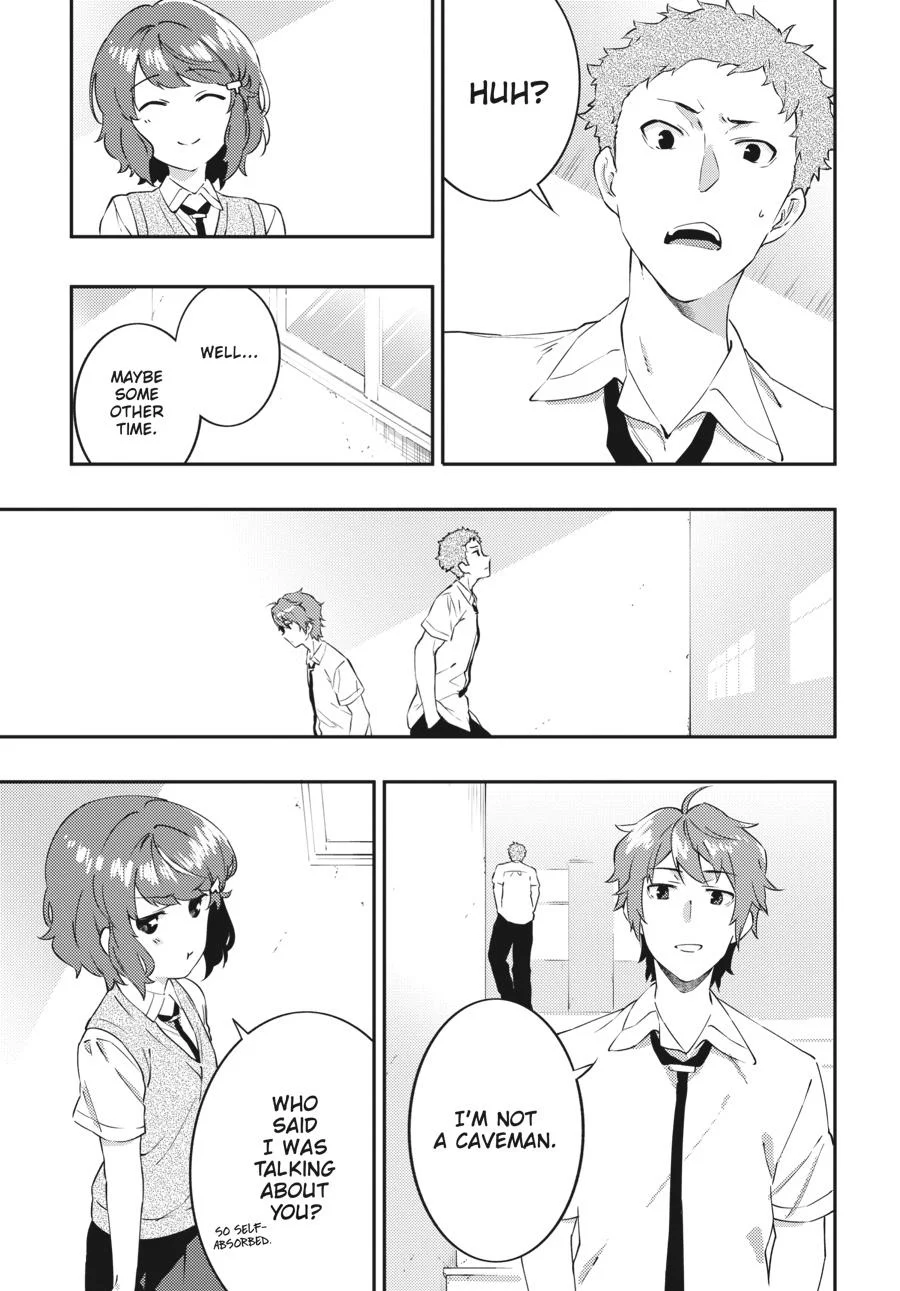 HUH?
WELL...
MAYBE
SOME
OTHER
TIME.
I'M NOT
A CAVEMAN.
WHO
SAID
I WAS
TALKING
ABOUT
YOU?
SO SELF-
ABSORBED.